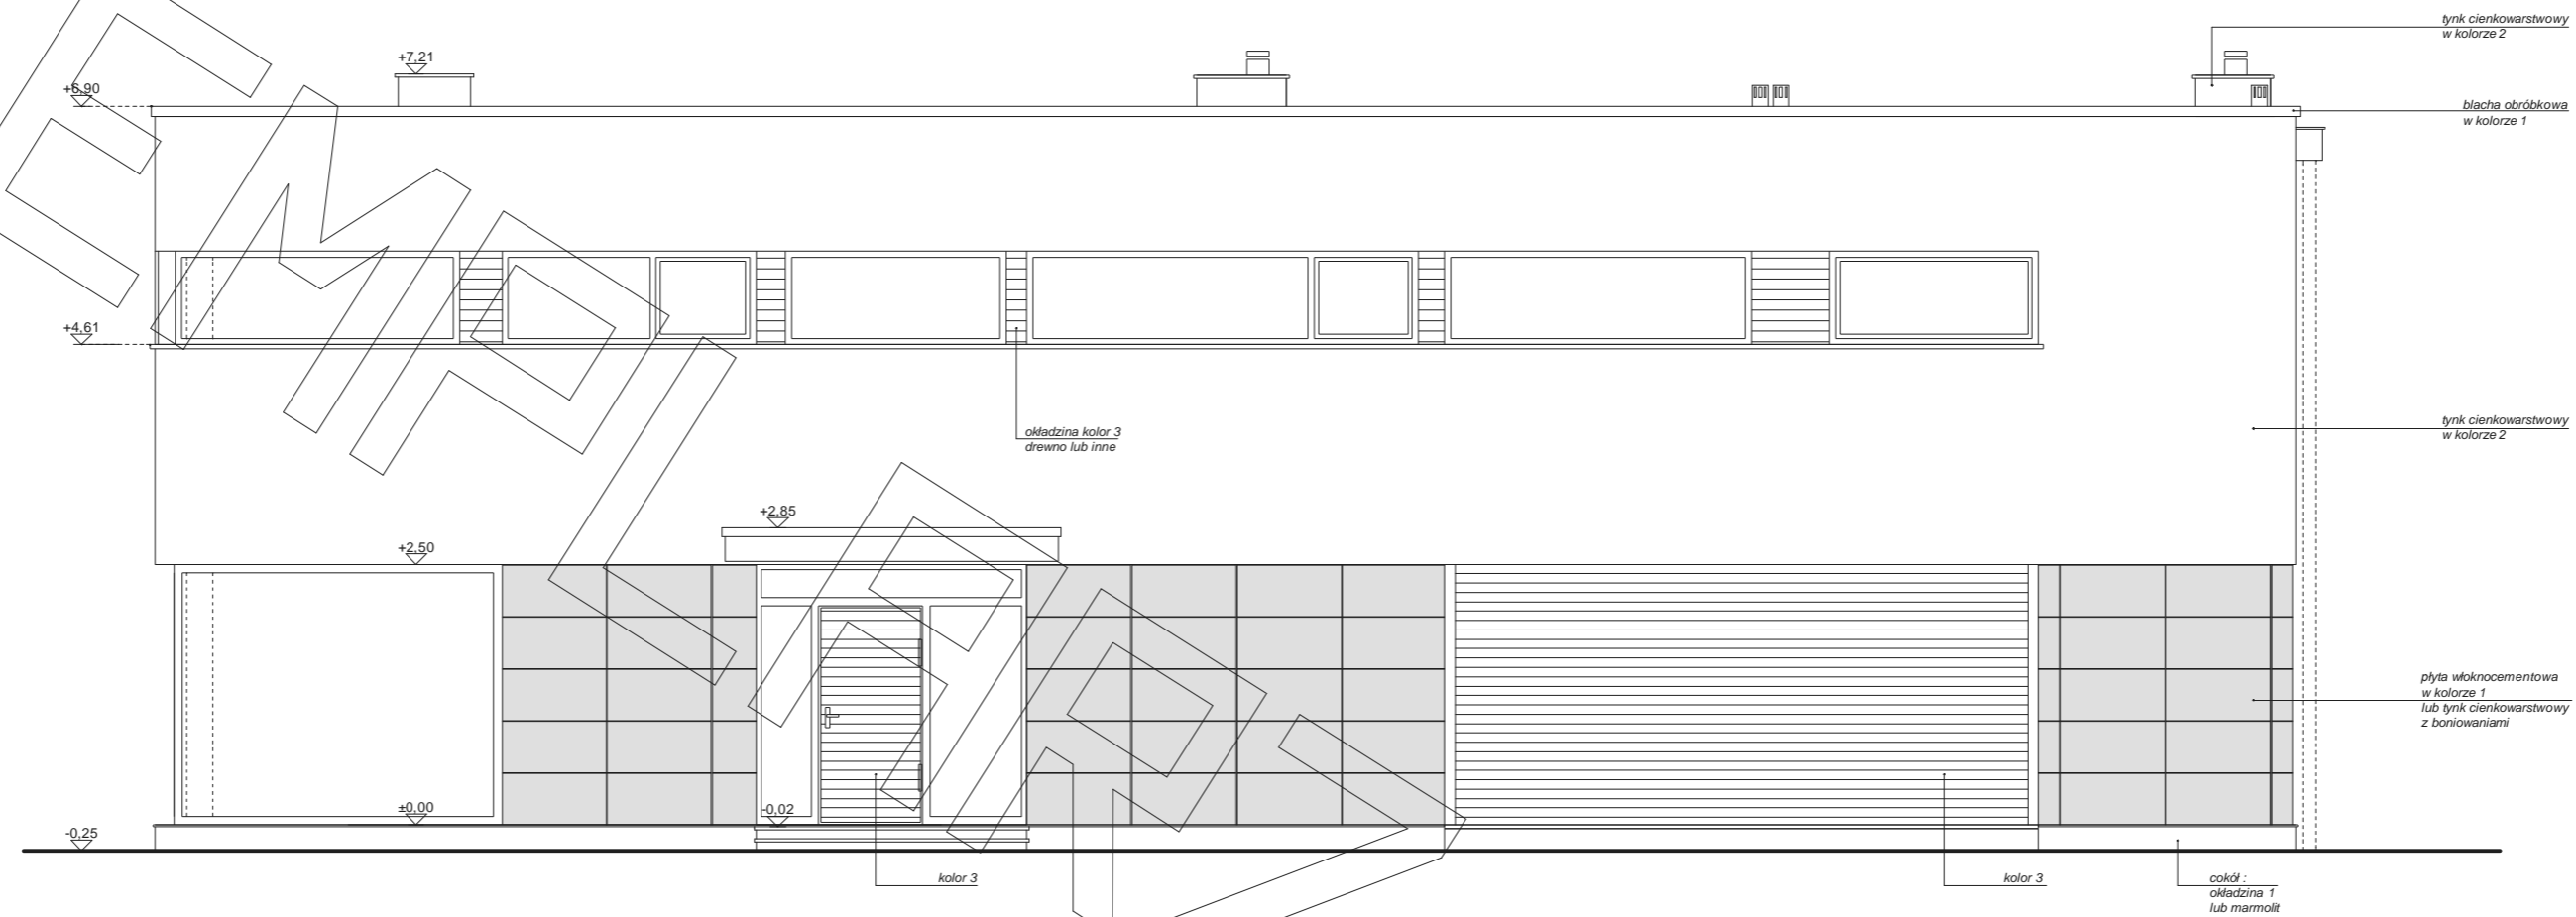 tynk cienkowarstwowy
w kolorze 2
+7,21
+6,90
blacha obróbkowa
w kolorze 1
+4,61
okładzina kolor 3
drewno lub inne
tynk cienkowarstwowy
w kolorze 2
+2,85
+2,50
płyta włoknocementowa
w kolorze 1
lub tynk cienkowarstwowy
z boniowaniami
±0,00
-0,02
-0,25
kolor 3
kolor 3
cokół :
okładzina 1
lub marmolit